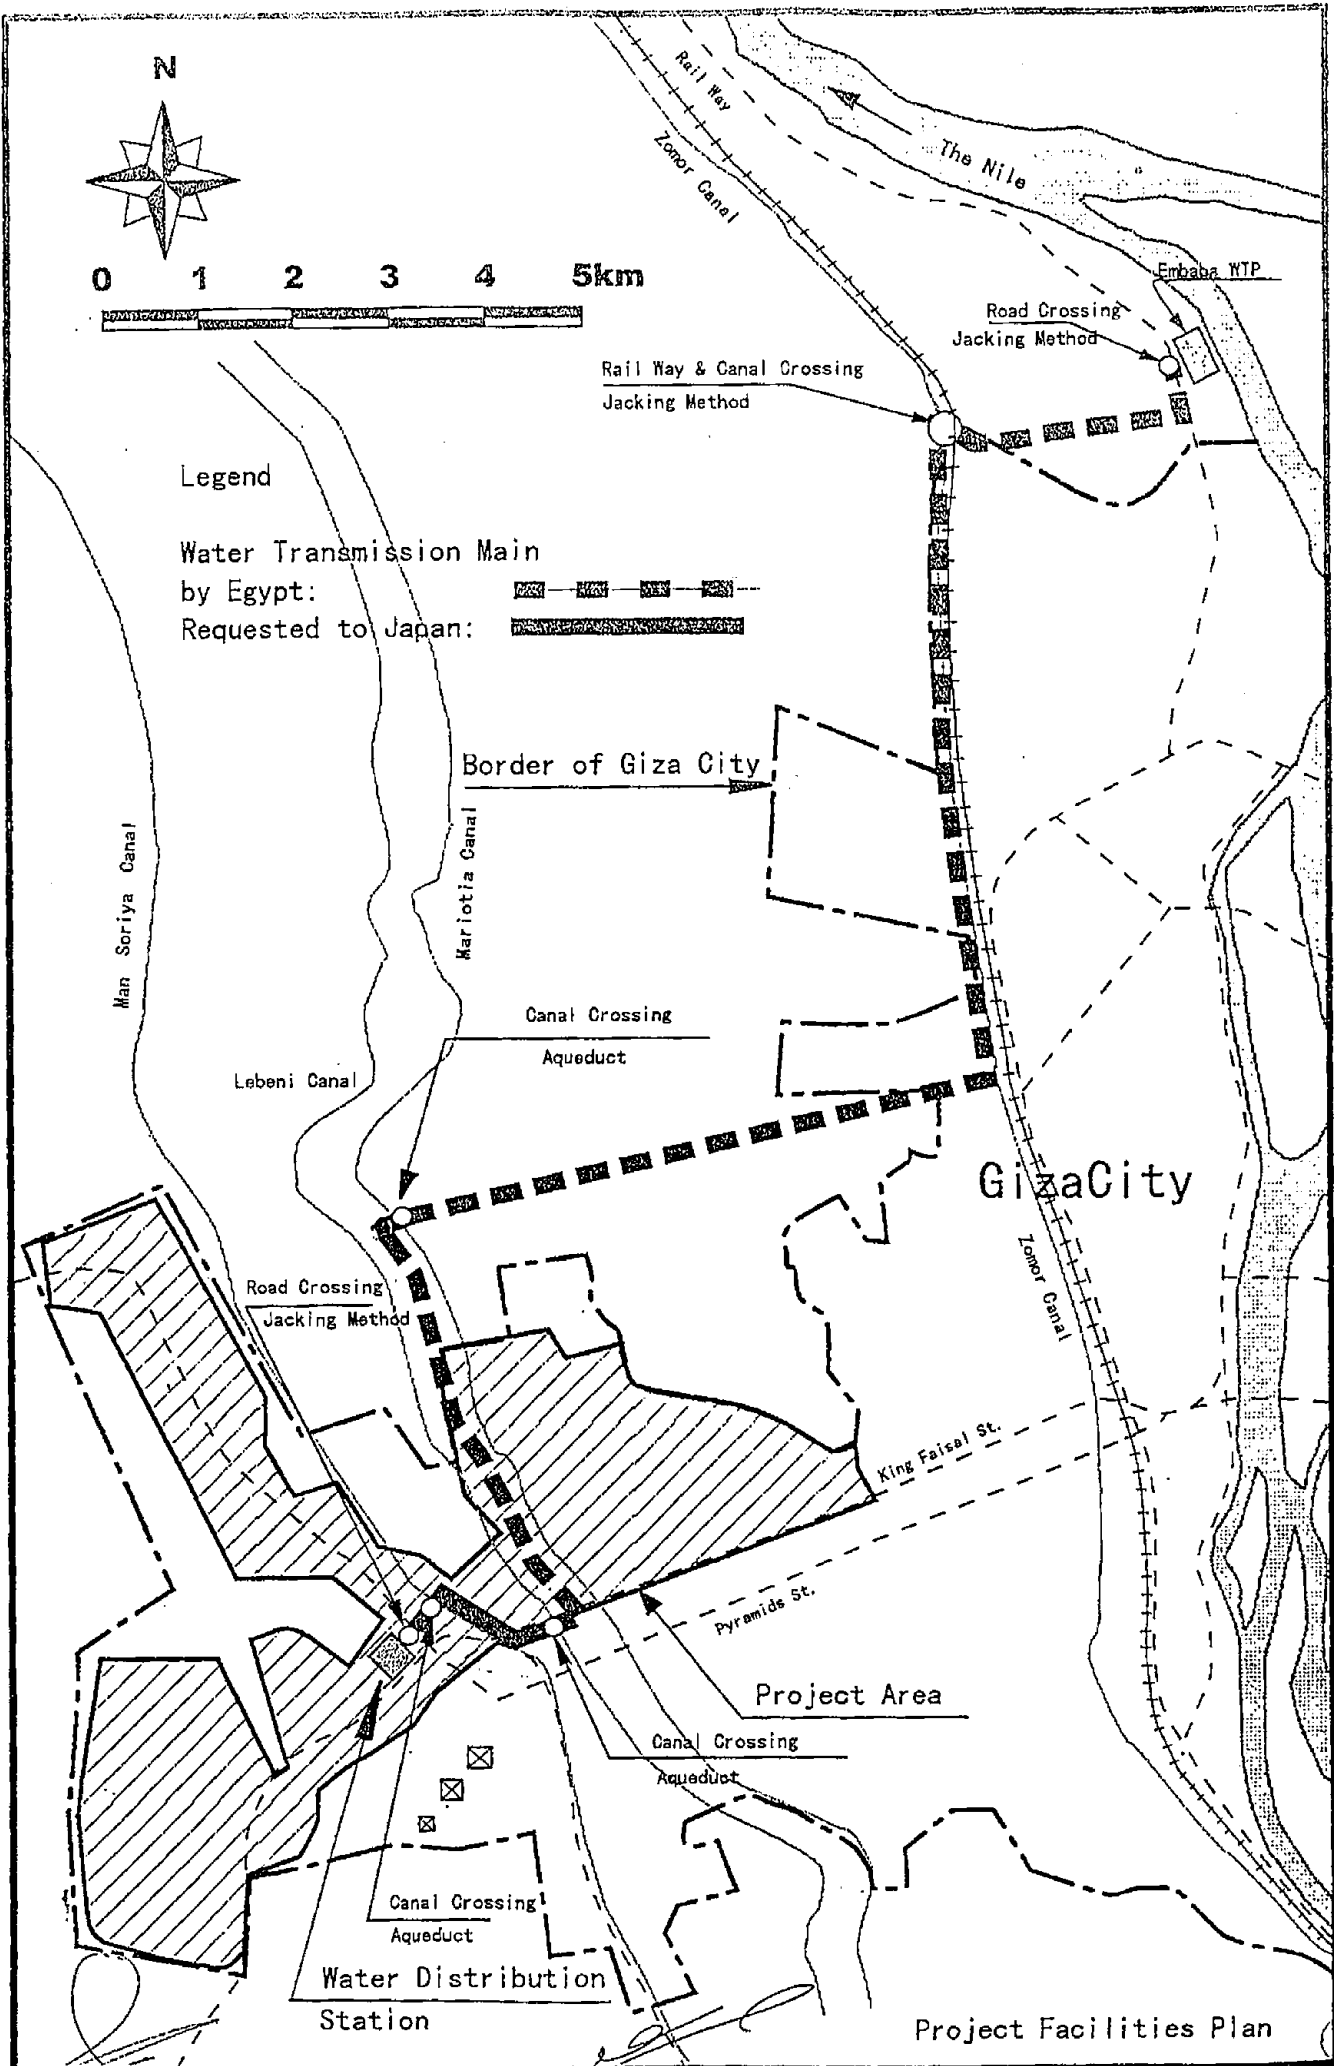 N
0 1 2 3 4 5km
Rail Way
Zomor Canal
The Nile
Embaba WTP
Road Crossing
Jacking Method
Rail Way & Canal Crossing
Jacking Method
Legend
Water Transmission Main
by Egypt:
Requested to Japan:
Border of Giza City
Man Soriya Canal
Mariotia Canal
Canal Crossing
Aqueduct
Lebeni Canal
GizaCity
Zomor Canal
Road Crossing
Jacking Method
King Faisal St.
Pyramids St.
Project Area
Canal Crossing
Aqueduct
Canal Crossing
Aqueduct
Water Distribution
Station
Project Facilities Plan